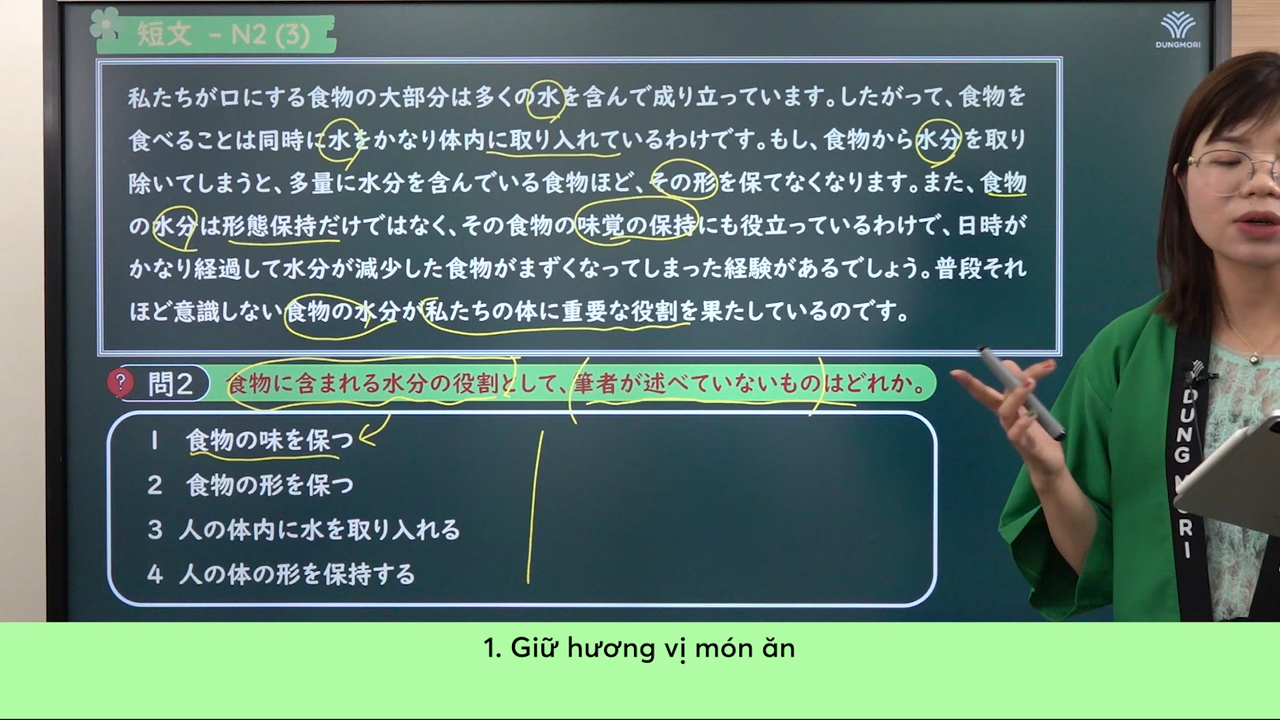 短文 - N2 (3)
DUNGMORI
私たちが口にする食物の大部分は多くの水を含んで成り立っています。したがって、食物を
食べることは同時に水をかなり体内に取り入れているわけです。もし、食物から水分を取り
除いてしまうと、多量に水分を含んでいる食物ほど、その形を保てなくなります。また、食物
の水分は形態保持だけではなく、その食物の味覚の保持にも役立っているわけで、日時が
かなり経過して水分が減少した食物がまずくなってしまった経験があるでしょう。普段それ
ほど意識しない食物の水分が私たちの体に重要な役割を果たしているのです。
? 問2 食物に含まれる水分の役割として、筆者が述べていないものはどれか。
1 食物の味を保つ
2 食物の形を保つ
3 人の体内に水を取り入れる
4 人の体の形を保持する
DUNGMORI
1. Giữ hương vị món ăn